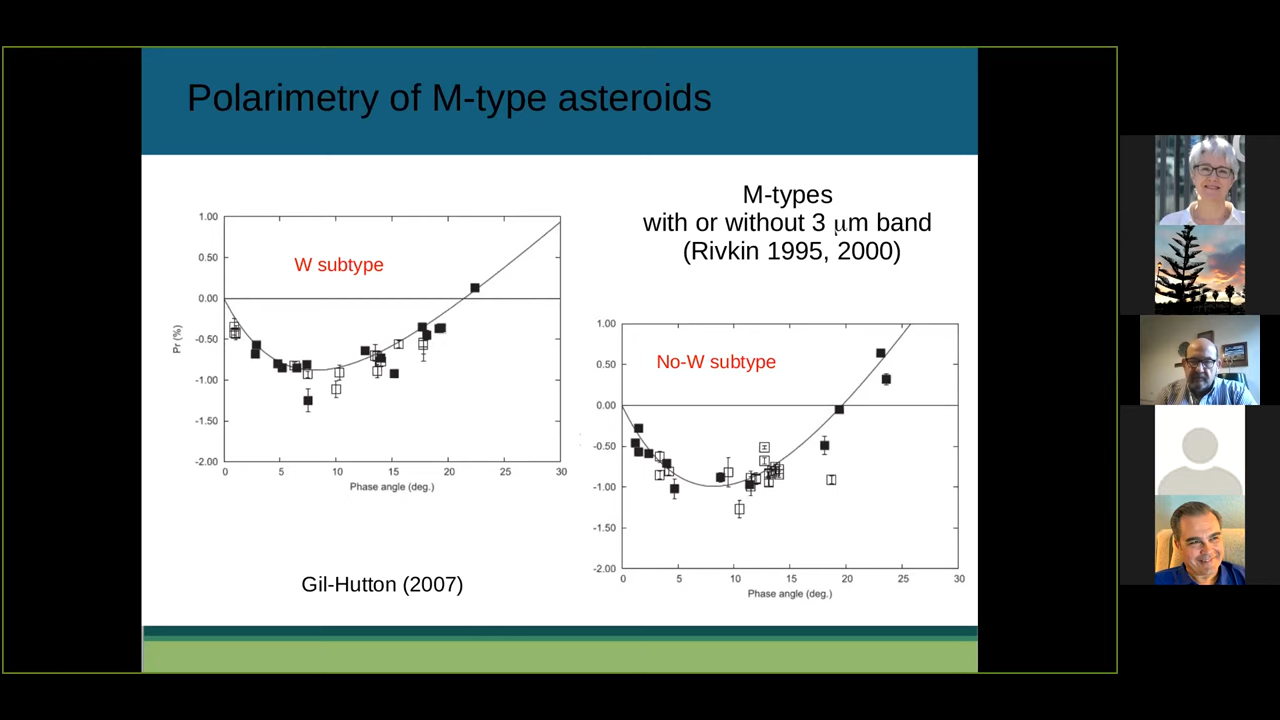 Polarimetry of M-type asteroids
M-types
with or without 3 μm band
(Rivkin 1995, 2000)
1.00
0.50
0.00
-0.50
-1.00
-1.50
-2.00
Pr (%)
W subtype
0 5 10 15 20 25 30
Phase angle (deg.)
1.00
0.50
0.00
-0.50
-1.00
-1.50
-2.00
No-W subtype
0 5 10 15 20 25 30
Phase angle (deg.)
Gil-Hutton (2007)